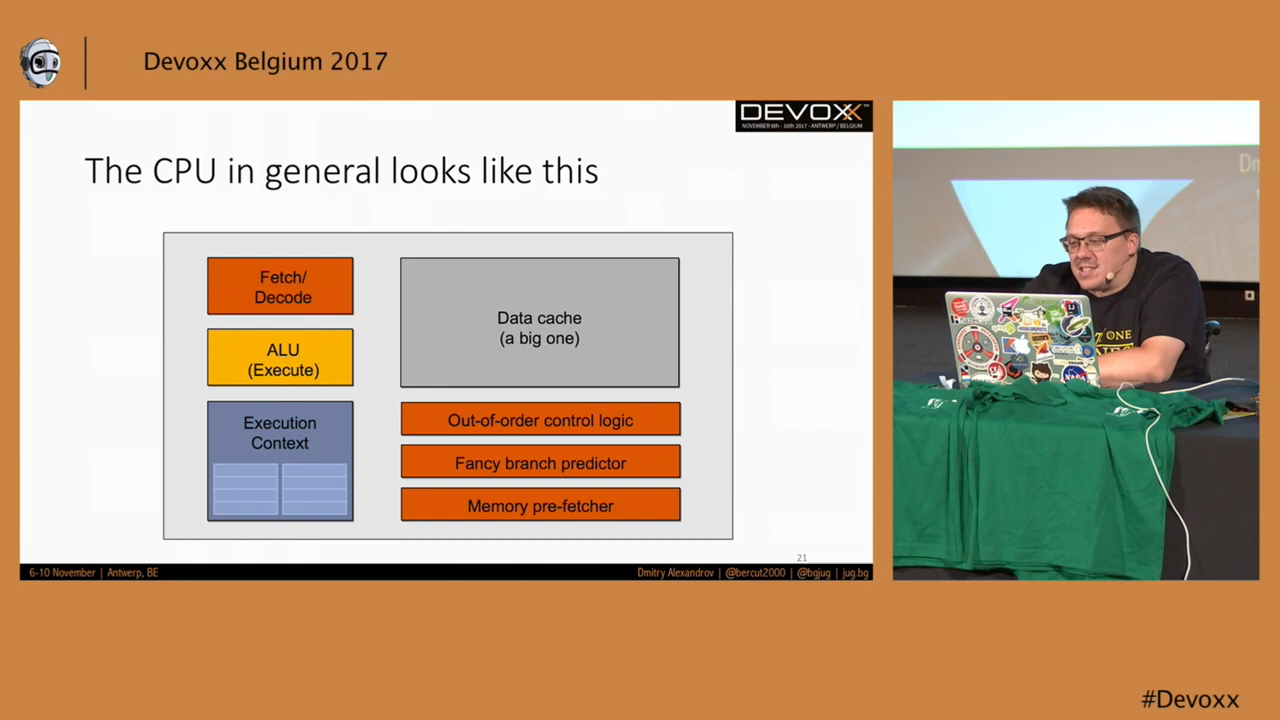 Devoxx Belgium 2017
DEVOXX™
NOVEMBER 6th - 10th 2017 - ANTWERP / BELGIUM
The CPU in general looks like this
Fetch/
Decode
ALU
(Execute)
Execution
Context
Data cache
(a big one)
Out-of-order control logic
Fancy branch predictor
Memory pre-fetcher
21
6-10 November | Antwerp, BE
Dmitry Alexandrov | @bercut2000 | @bgjug | jug.bg
NASA
#Devoxx